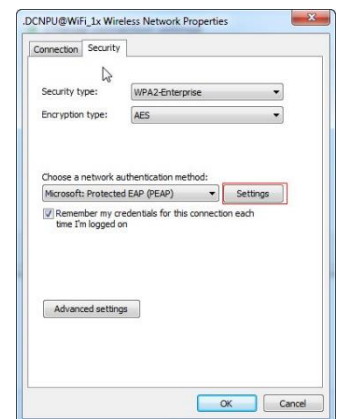 .DCNPU@WiFi_1x Wireless Network Properties
Connection Security
Security type: WPA2-Enterprise
Encryption type: AES
Choose a network authentication method:
Microsoft: Protected EAP (PEAP) Settings
Remember my credentials for this connection each
time I'm logged on
Advanced settings
OK Cancel